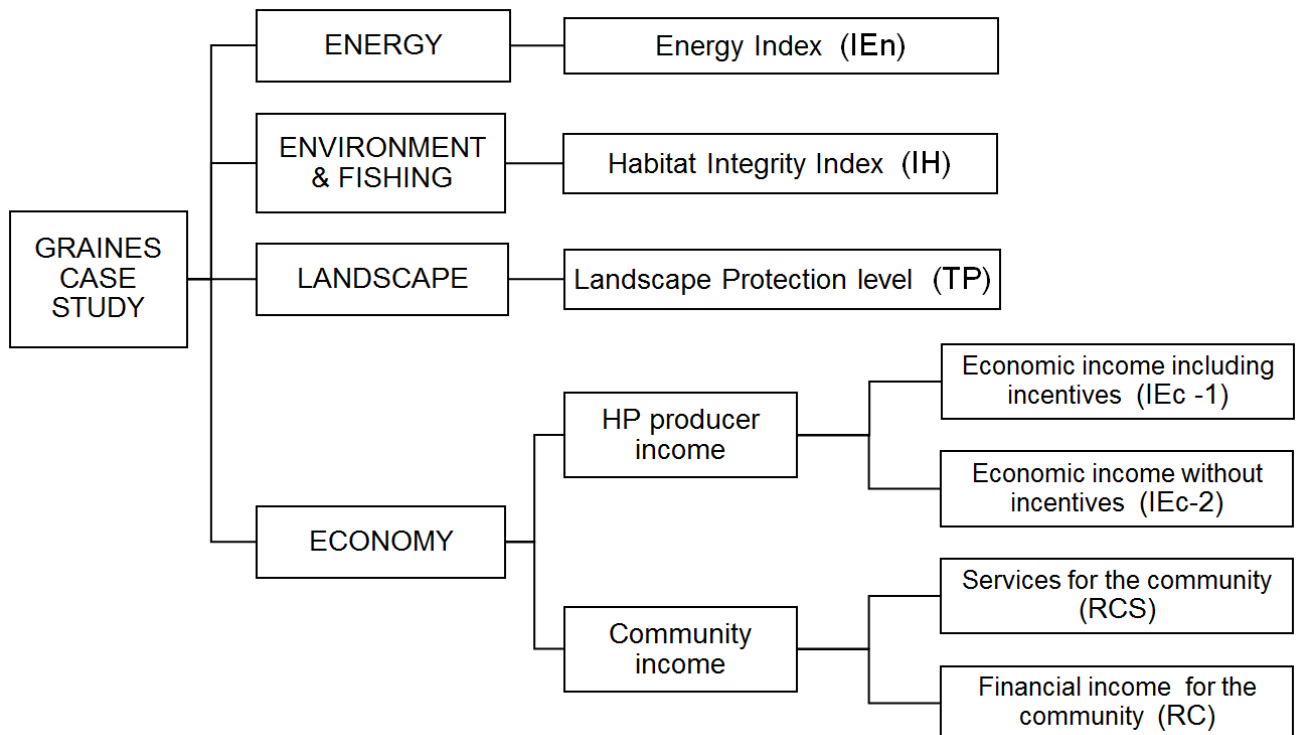 GRAINES
CASE
STUDY
ENERGY
Energy Index (IEn)
ENVIRONMENT
& FISHING
Habitat Integrity Index (IH)
LANDSCAPE
Landscape Protection level (TP)
ECONOMY
HP producer
income
Economic income including
incentives (IEc -1)
Economic income without
incentives (IEc-2)
Community
income
Services for the community
(RCS)
Financial income for the
community (RC)